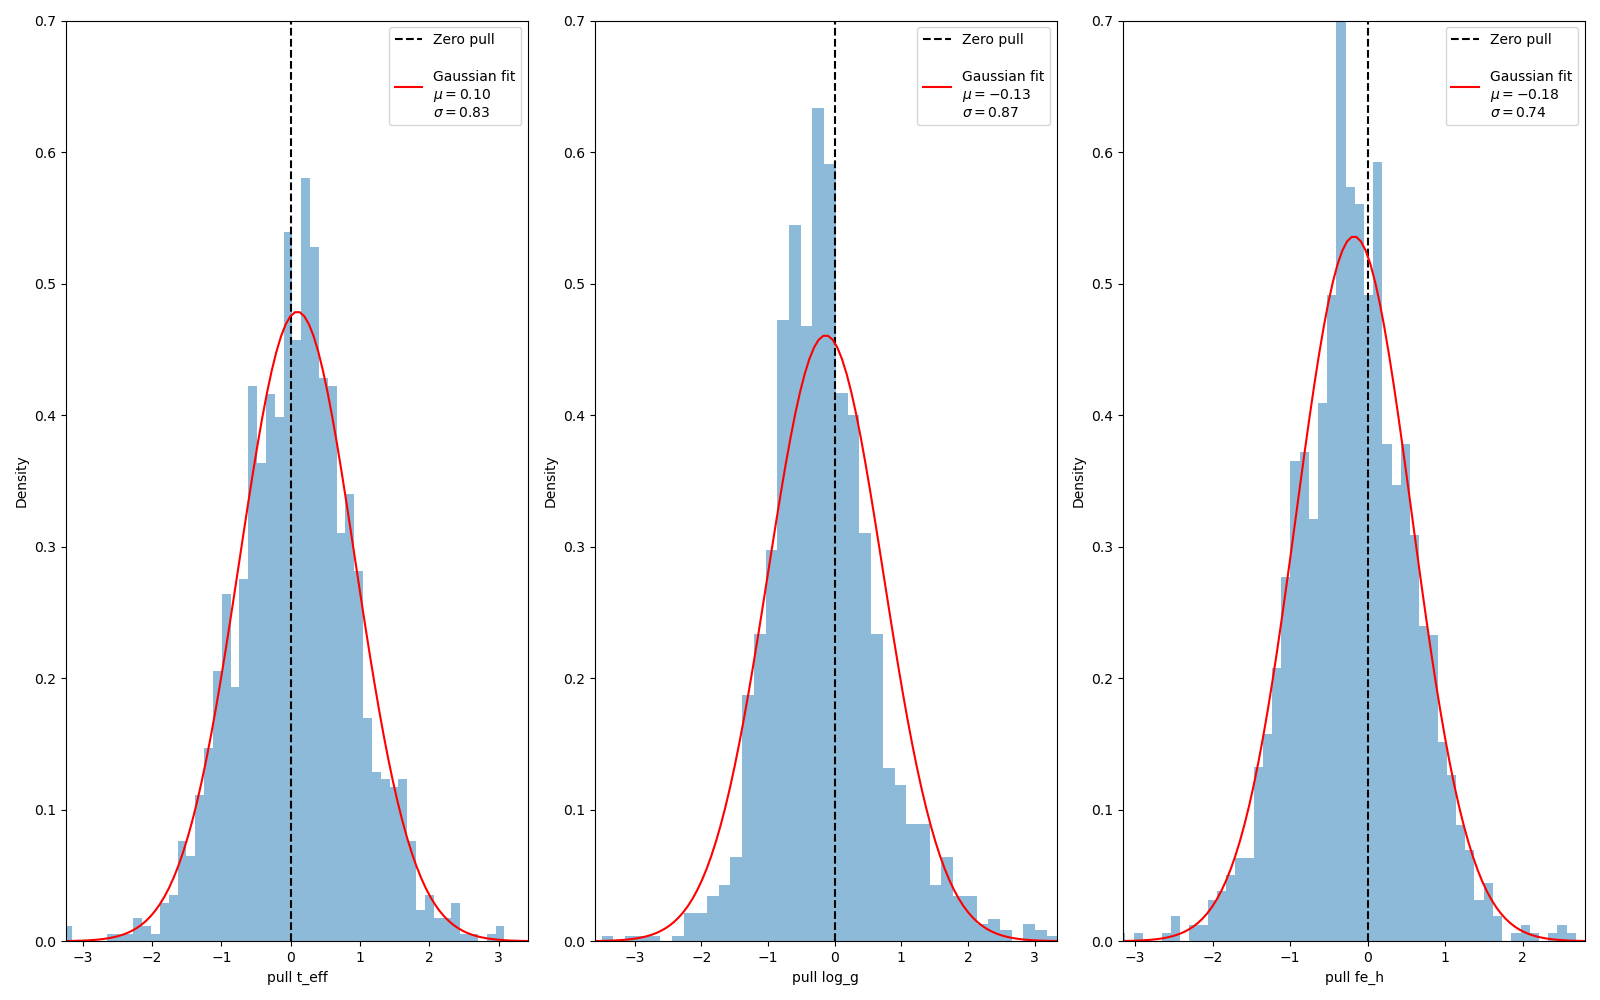 0.7
0.6
0.5
0.4
0.3
0.2
0.1
0.0
Density
−3
−2
−1
0
1
2
3
pull t_eff
Zero pull
Gaussian fit
μ = 0.10
σ = 0.83
0.7
0.6
0.5
0.4
0.3
0.2
0.1
0.0
Density
−3
−2
−1
0
1
2
3
pull log_g
Zero pull
Gaussian fit
μ = −0.13
σ = 0.87
0.7
0.6
0.5
0.4
0.3
0.2
0.1
0.0
Density
−3
−2
−1
0
1
2
pull fe_h
Zero pull
Gaussian fit
μ = −0.18
σ = 0.74